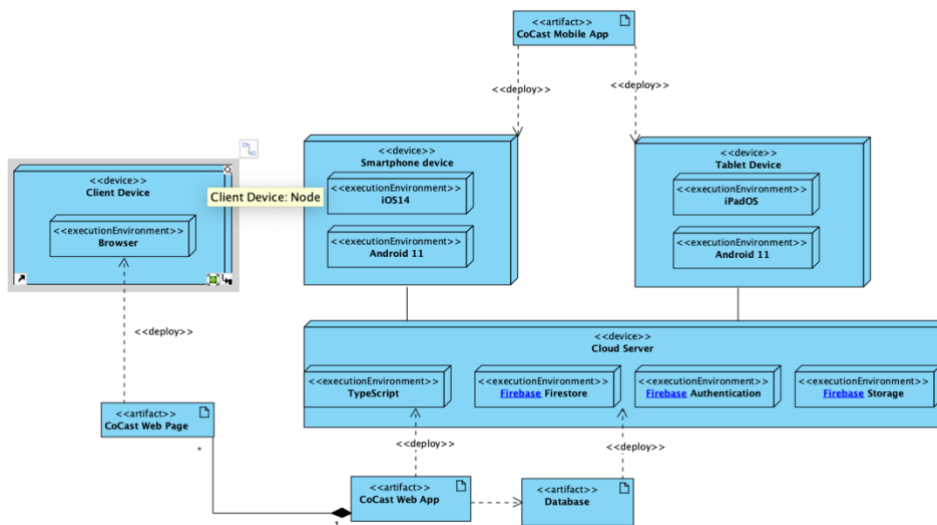 <<artifact>>
CoCast Mobile App
<<deploy>>
<<deploy>>
<<device>>
Client Device
<<executionEnvironment>>
Browser
Client Device: Node
<<device>>
Smartphone device
<<executionEnvironment>>
iOS14
<<executionEnvironment>>
Android 11
<<device>>
Tablet Device
<<executionEnvironment>>
iPadOS
<<executionEnvironment>>
Android 11
<<deploy>>
<<device>>
Cloud Server
<<executionEnvironment>>
TypeScript
<<executionEnvironment>>
Firebase Firestore
<<executionEnvironment>>
Firebase Authentication
<<executionEnvironment>>
Firebase Storage
<<artifact>>
CoCast Web Page
*
<<deploy>>
<<deploy>>
<<artifact>>
CoCast Web App
1
<<artifact>>
Database